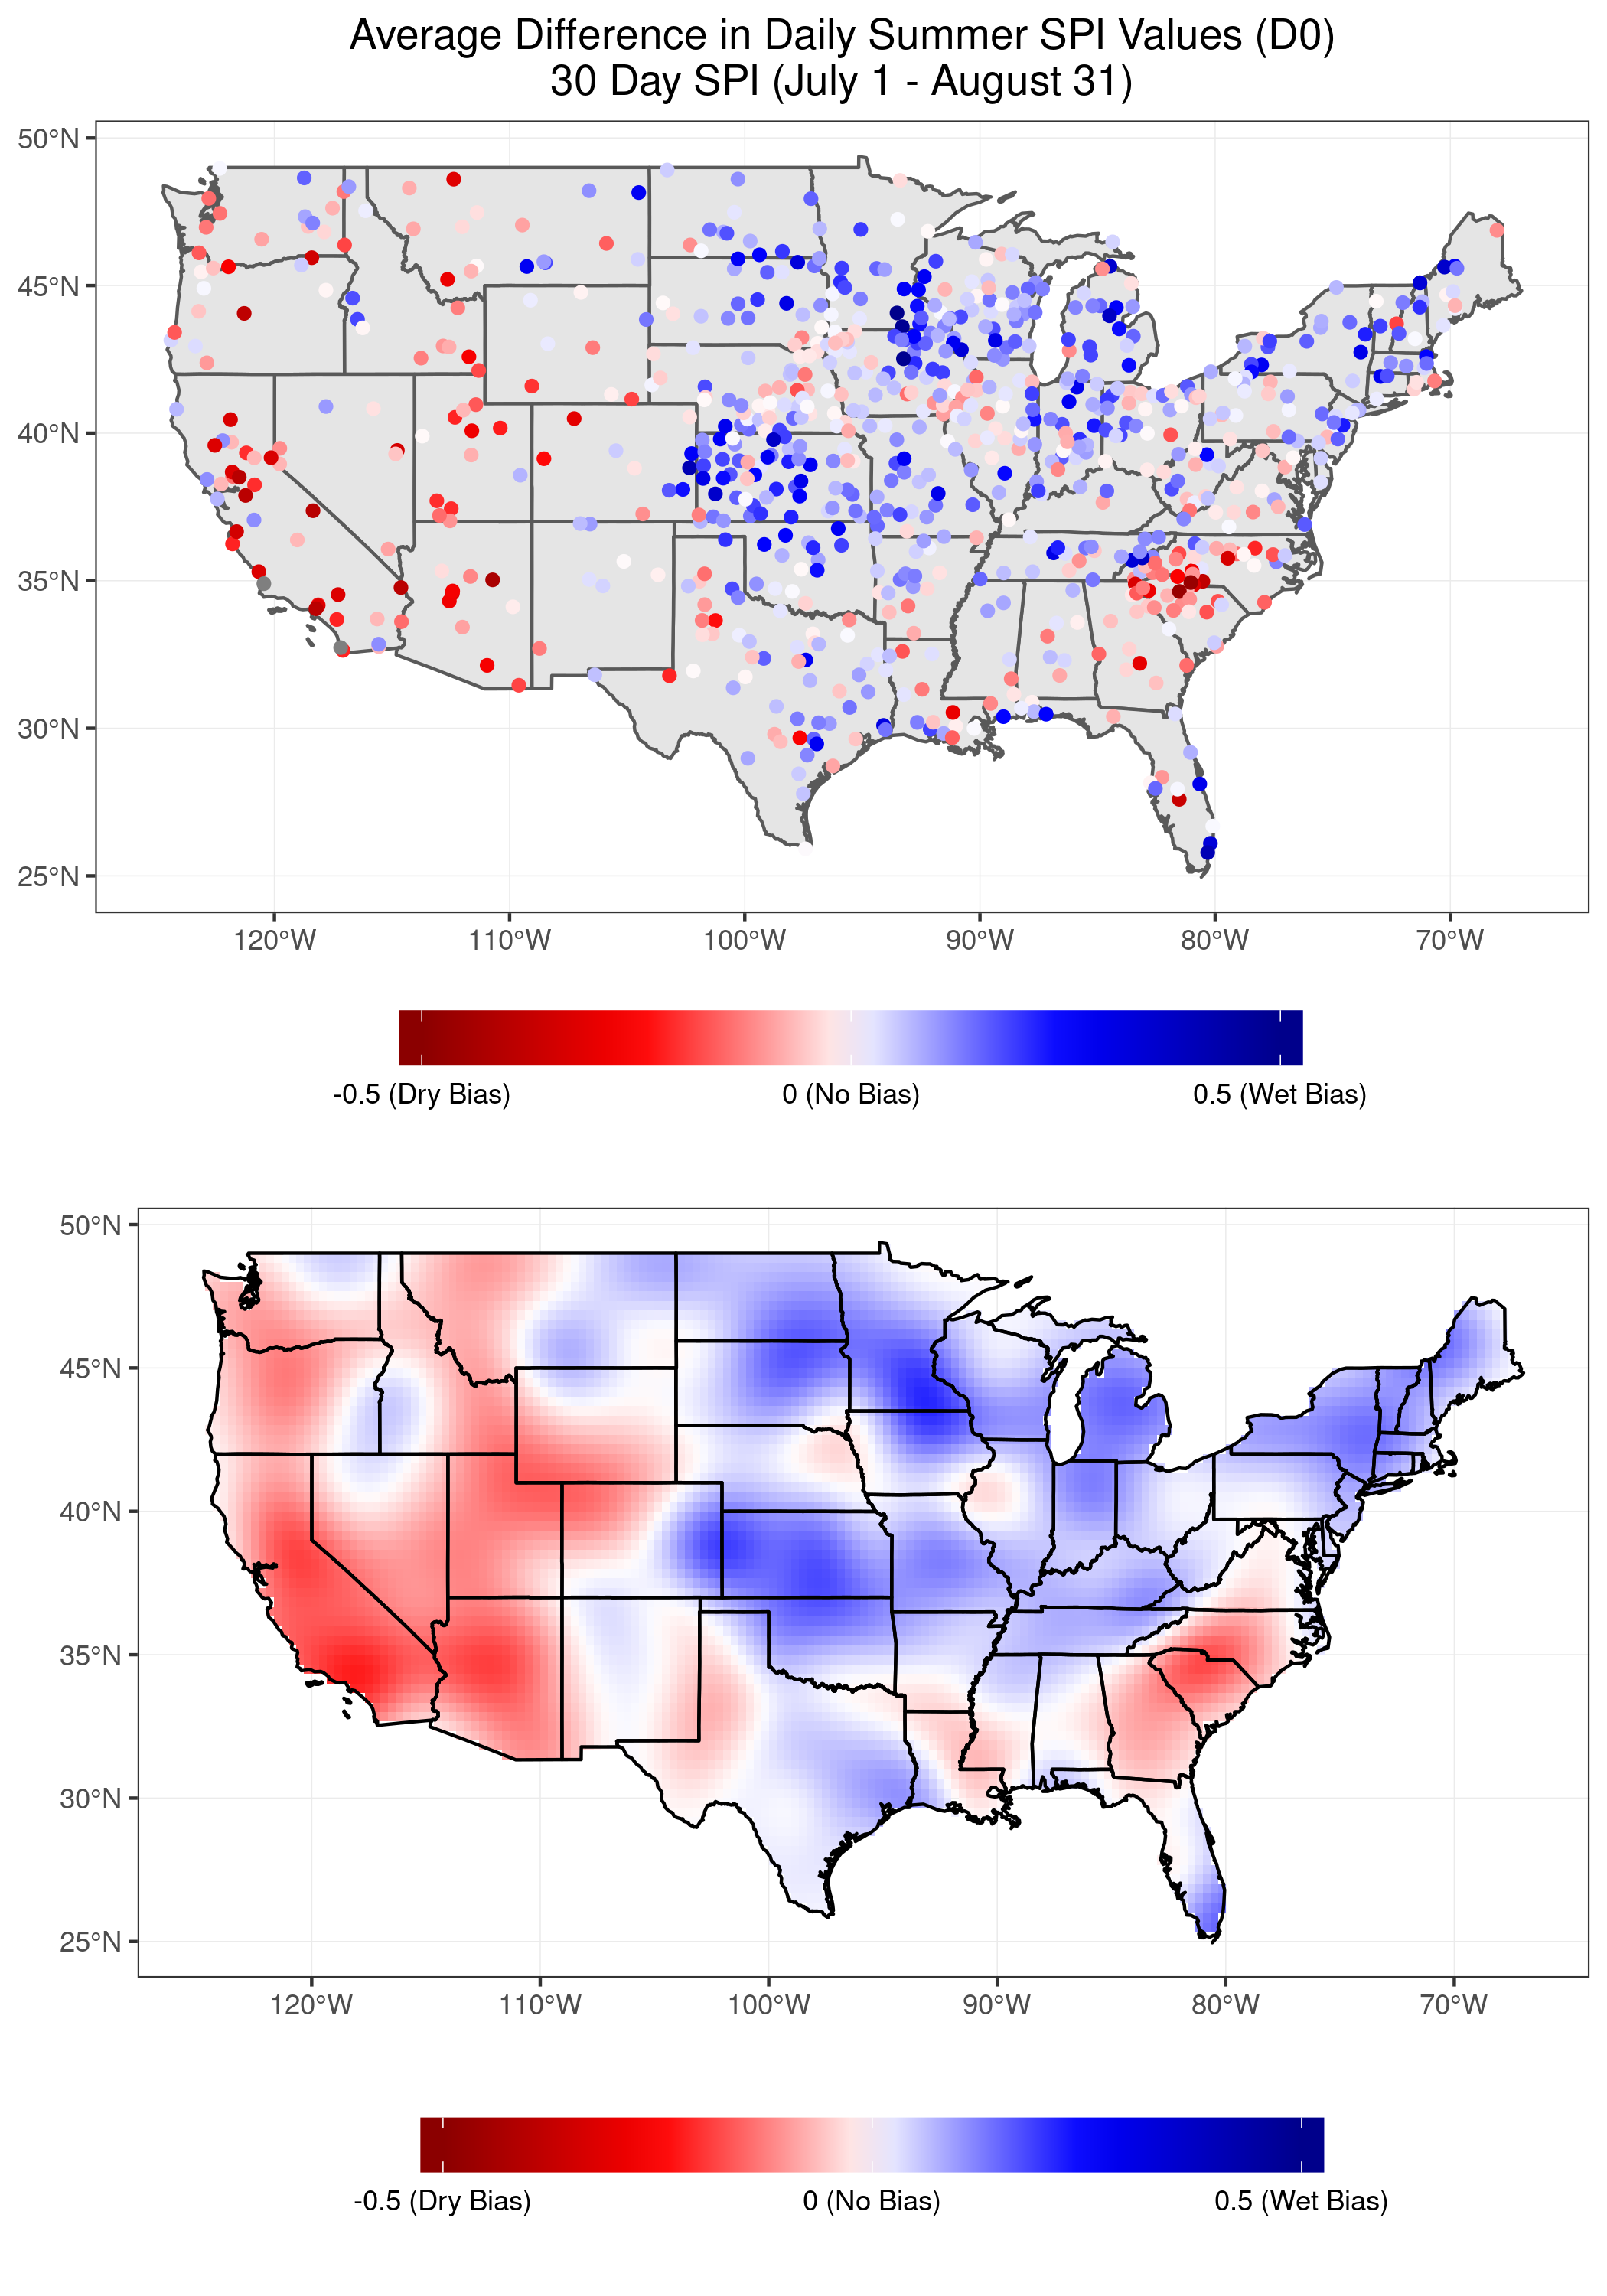 Average Difference in Daily Summer SPI Values (D0)
30 Day SPI (July 1 - August 31)
50°N
45°N
40°N
35°N
30°N
25°N
120°W 110°W 100°W 90°W 80°W 70°W
-0.5 (Dry Bias) 0 (No Bias) 0.5 (Wet Bias)
50°N
45°N
40°N
35°N
30°N
25°N
120°W 110°W 100°W 90°W 80°W 70°W
-0.5 (Dry Bias) 0 (No Bias) 0.5 (Wet Bias)